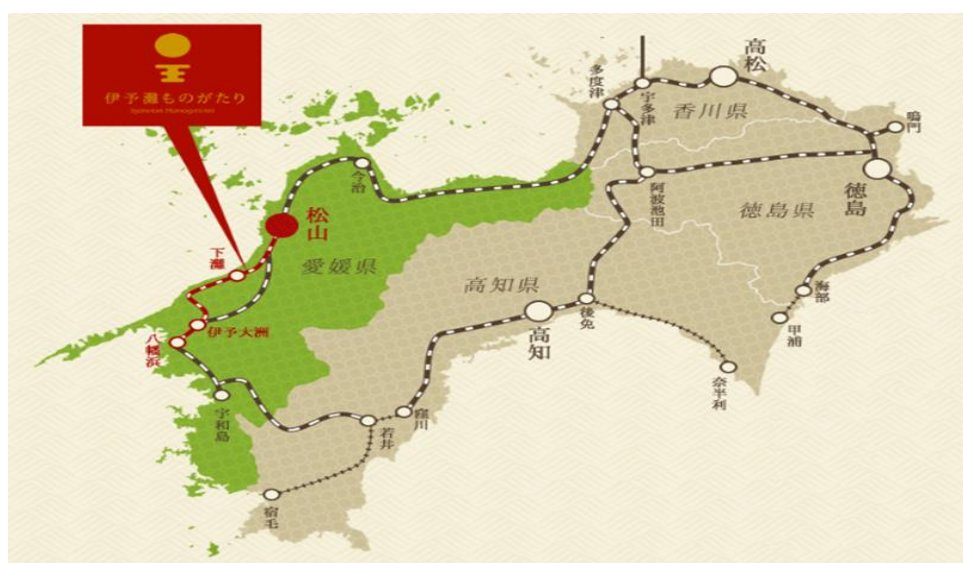 伊予灘ものがたり
高松
多度津
宇多津
香川県
鳴門
今治
阿波池田
徳島
徳島県
松山
愛媛県
下灘
高知県
海部
伊予大洲
後免
甲浦
八幡浜
高知
奈半利
宇和島
窪川
若井
宿毛